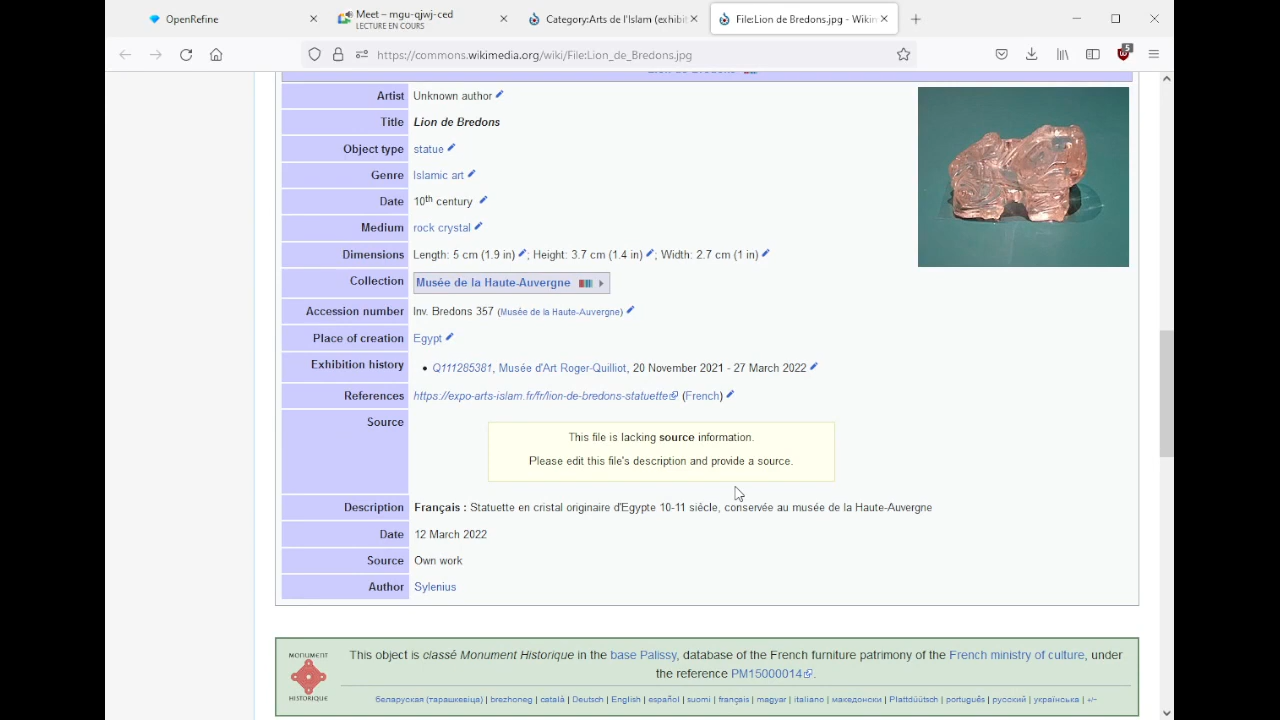 OpenRefine
Meet – mgu-qjwj-ced
LECTURE EN COURS
Category:Arts de l'Islam (exhibit
File:Lion de Bredons.jpg - Wikin
https://commons.wikimedia.org/wiki/File:Lion_de_Bredons.jpg
5
Lion de Bredons
Artist Unknown author
Title Lion de Bredons
Object type statue
Genre Islamic art
Date 10th century
Medium rock crystal
Dimensions Length: 5 cm (1.9 in) ; Height: 3.7 cm (1.4 in) ; Width: 2.7 cm (1 in)
Collection Musée de la Haute-Auvergne
Accession number Inv. Bredons 357 (Musée de la Haute-Auvergne)
Place of creation Egypt
Exhibition history • Q111285381, Musée d'Art Roger-Quilliot, 20 November 2021 - 27 March 2022
References https://expo-arts-islam.fr/fr/lion-de-bredons-statuette (French)
Source This file is lacking source information.
Please edit this file's description and provide a source.
Description Français : Statuette en cristal originaire d'Egypte 10-11 siècle, conservée au musée de la Haute-Auvergne
Date 12 March 2022
Source Own work
Author Sylenius
MONUMENT
HISTORIQUE
This object is classé Monument Historique in the base Palissy, database of the French furniture patrimony of the French ministry of culture, under
the reference PM15000014.
беларуская (тарашкевіца) | brezhoneg | català | Deutsch | English | español | suomi | français | magyar | italiano | македонски | Plattdüütsch | português | русский | українська | +/−